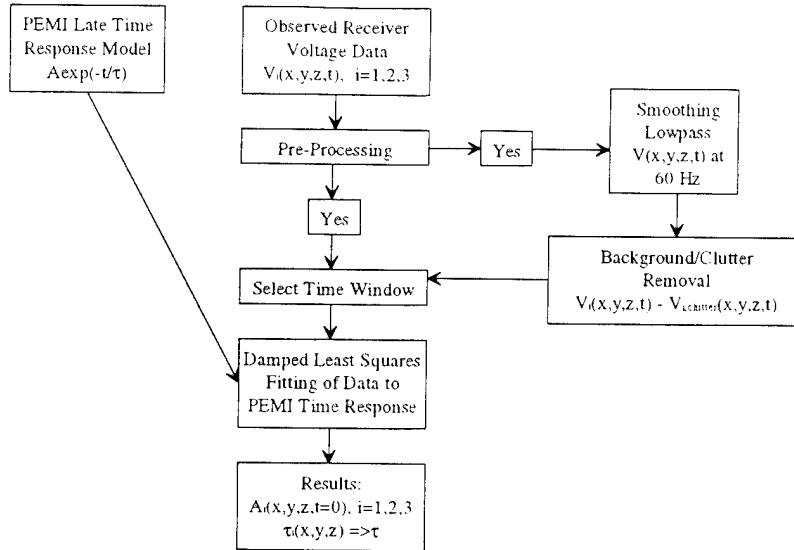 PEMI Late Time
Response Model
Aexp(-t/τ)
Observed Receiver
Voltage Data
Vᵢ(x,y,z,t), i=1,2,3
Pre-Processing
Yes
Smoothing
Lowpass
V(x,y,z,t) at
60 Hz
Yes
Background/Clutter
Removal
Vᵢ(x,y,z,t) - Vᵢ,clutter(x,y,z,t)
Select Time Window
Damped Least Squares
Fitting of Data to
PEMI Time Response
Results:
Aᵢ(x,y,z,t=0), i=1,2,3
τᵢ(x,y,z) =>τ